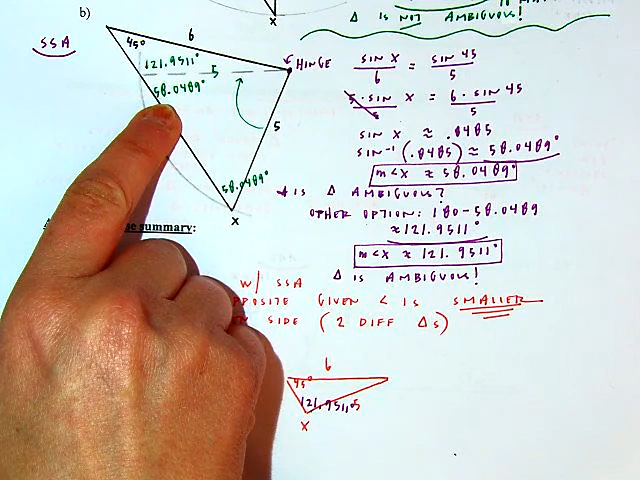 x
Δ IS NOT AMBIGUOUS!
b)
SSA
6
45°
121.9511°
5
58.0489°
HINGE
5
58.0489°
x
sin x / 6 = sin 45 / 5
5 · sin x / 5 = 6 · sin 45 / 5
sin x ≈ .8485
sin⁻¹ (.8485) ≈ 58.0489°
m<x ≈ 58.0489°
* IS Δ AMBIGUOUS?
OTHER OPTION: 180 - 58.0489
≈ 121.9511°
m<x ≈ 121.9511°
Δ IS AMBIGUOUS!
summary:
W/ SSA
OPPOSITE GIVEN < IS SMALLER
SIDE (2 DIFF Δs)
6
45°
121.9511°
5
x